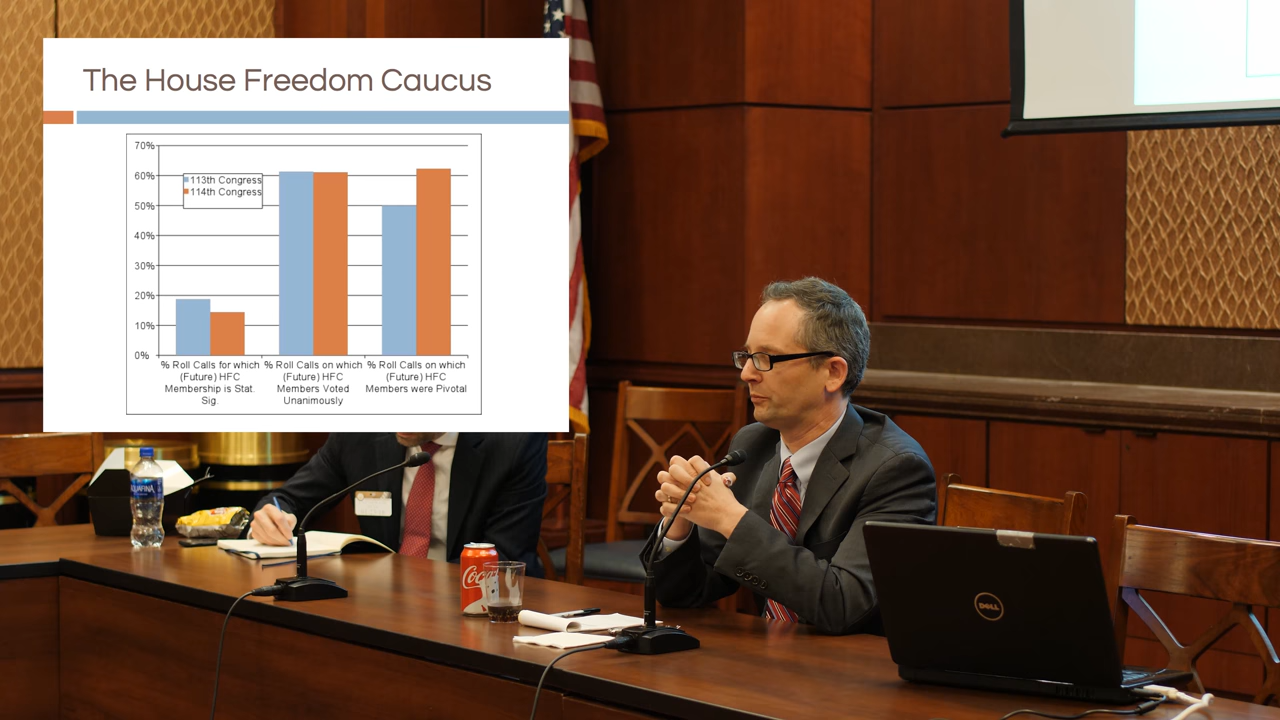 The House Freedom Caucus
70%
60%
50%
40%
30%
20%
10%
0%
113th Congress
114th Congress
% Roll Calls for which
(Future) HFC
Membership is Stat.
Sig.
% Roll Calls on which
(Future) HFC
Members Voted
Unanimously
% Roll Calls on which
(Future) HFC
Members were Pivotal
AQUAFINA
Coca
DELL